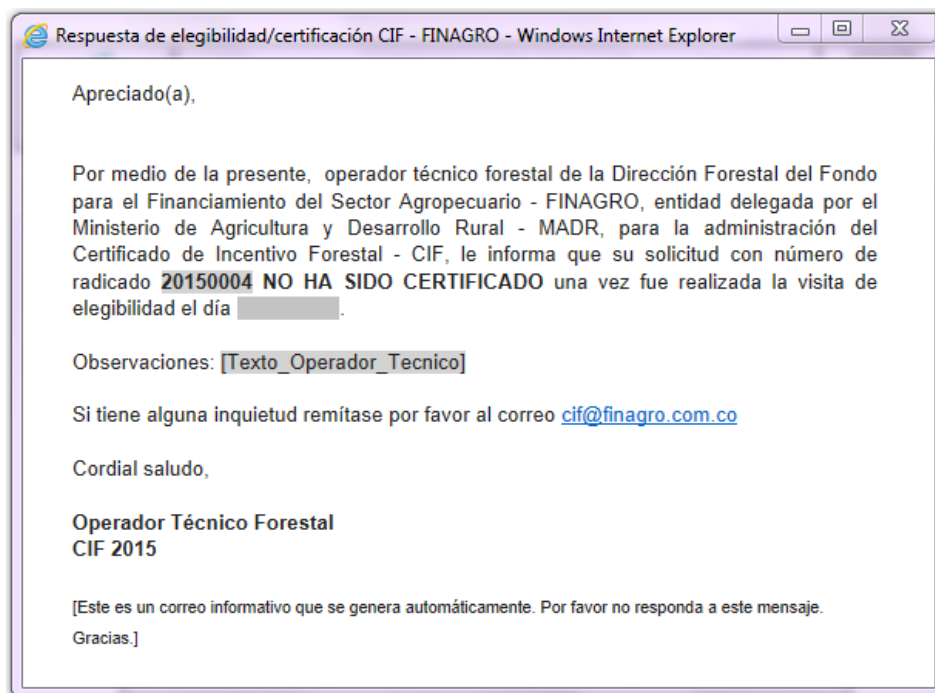 Respuesta de elegibilidad/certificación CIF - FINAGRO - Windows Internet Explorer
Apreciado(a),
Por medio de la presente, operador técnico forestal de la Dirección Forestal del Fondo
para el Financiamiento del Sector Agropecuario - FINAGRO, entidad delegada por el
Ministerio de Agricultura y Desarrollo Rural - MADR, para la administración del
Certificado de Incentivo Forestal - CIF, le informa que su solicitud con número de
radicado 20150004 NO HA SIDO CERTIFICADO una vez fue realizada la visita de
elegibilidad el día .
Observaciones: [Texto_Operador_Tecnico]
Si tiene alguna inquietud remítase por favor al correo cif@finagro.com.co
Cordial saludo,
Operador Técnico Forestal
CIF 2015
[Este es un correo informativo que se genera automáticamente. Por favor no responda a este mensaje.
Gracias.]